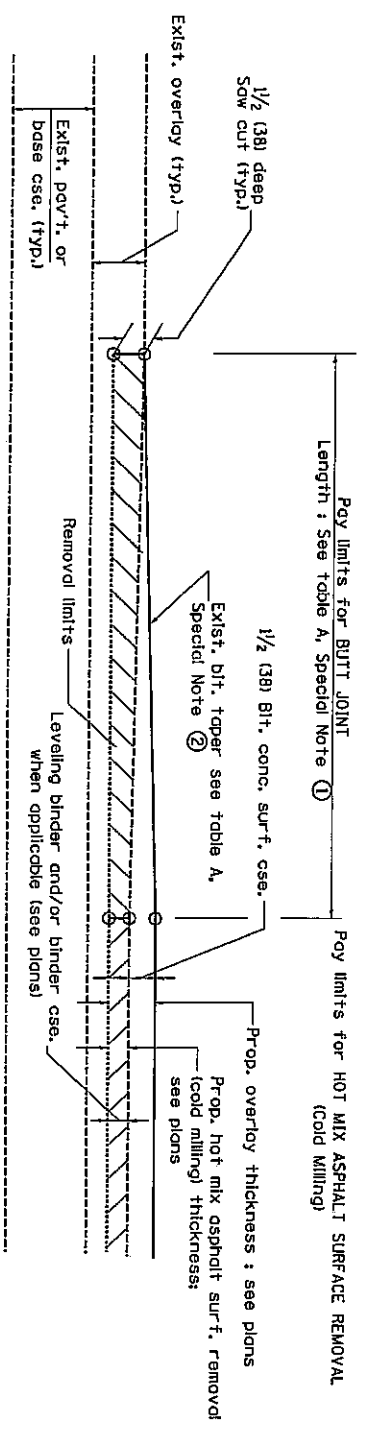 Pay limits for BUTT JOINT
Length : See table A, Special Note ①
Pay limits for HOT MIX ASPHALT SURFACE REMOVAL
(Cold Milling)
1½ (38) deep
Saw cut (typ.)
Exist. overlay (typ.)
Exist. pav't. or
base cse. (typ.)
Exist. bit. taper see table A,
Special Note ②
1½ (38) Bit. conc. surf. cse.
Prop. overlay thickness : see plans
Prop. hot mix asphalt surf. removal
(cold milling) thickness:
see plans
Removal limits
Leveling binder and/or binder cse.
when applicable (see plans)